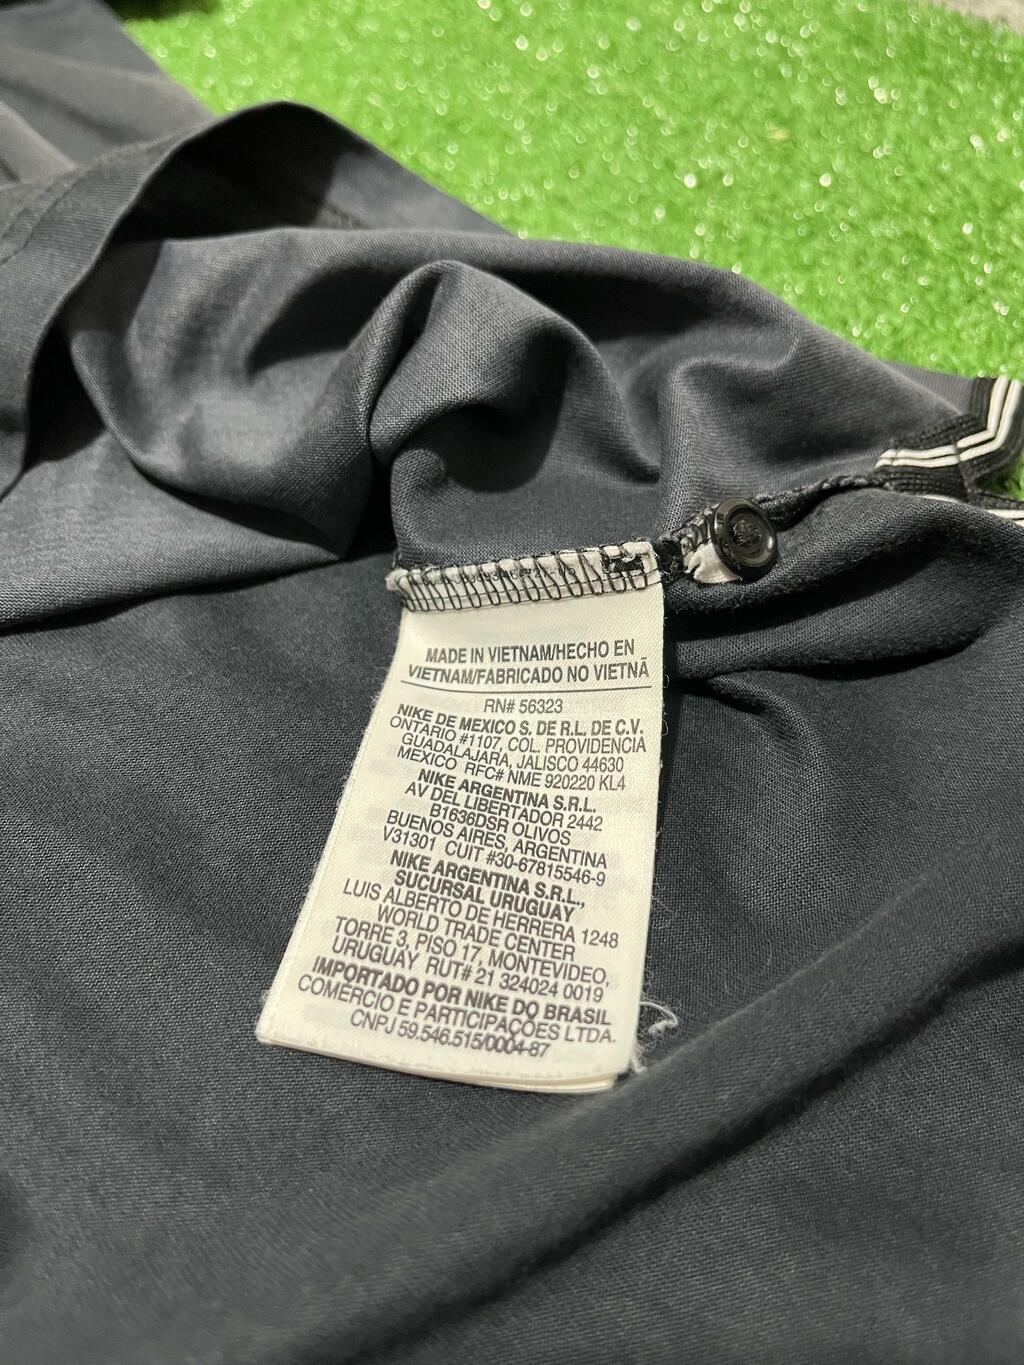 MADE IN VIETNAM/HECHO EN
VIETNAM/FABRICADO NO VIETNÃ
RN# 56323
NIKE DE MEXICO S. DE R.L. DE C.V.
ONTARIO #1107, COL. PROVIDENCIA
GUADALAJARA, JALISCO 44630
MEXICO RFC# NME 920220 KL4
NIKE ARGENTINA S.R.L.
AV DEL LIBERTADOR 2442
B1636DSR OLIVOS
BUENOS AIRES, ARGENTINA
V31301 CUIT #30-67815546-9
NIKE ARGENTINA S.R.L.,
SUCURSAL URUGUAY
LUIS ALBERTO DE HERRERA 1248
WORLD TRADE CENTER
TORRE 3, PISO 17, MONTEVIDEO,
URUGUAY RUT# 21 324024 0019
IMPORTADO POR NIKE DO BRASIL
COMÉRCIO E PARTICIPAÇÕES LTDA.
CNPJ 59.546.515/0004-87